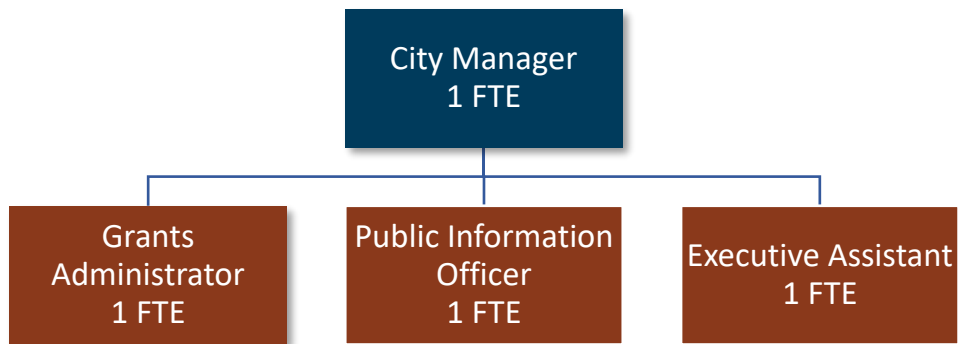 City Manager
1 FTE
Grants
Administrator
1 FTE
Public Information
Officer
1 FTE
Executive Assistant
1 FTE